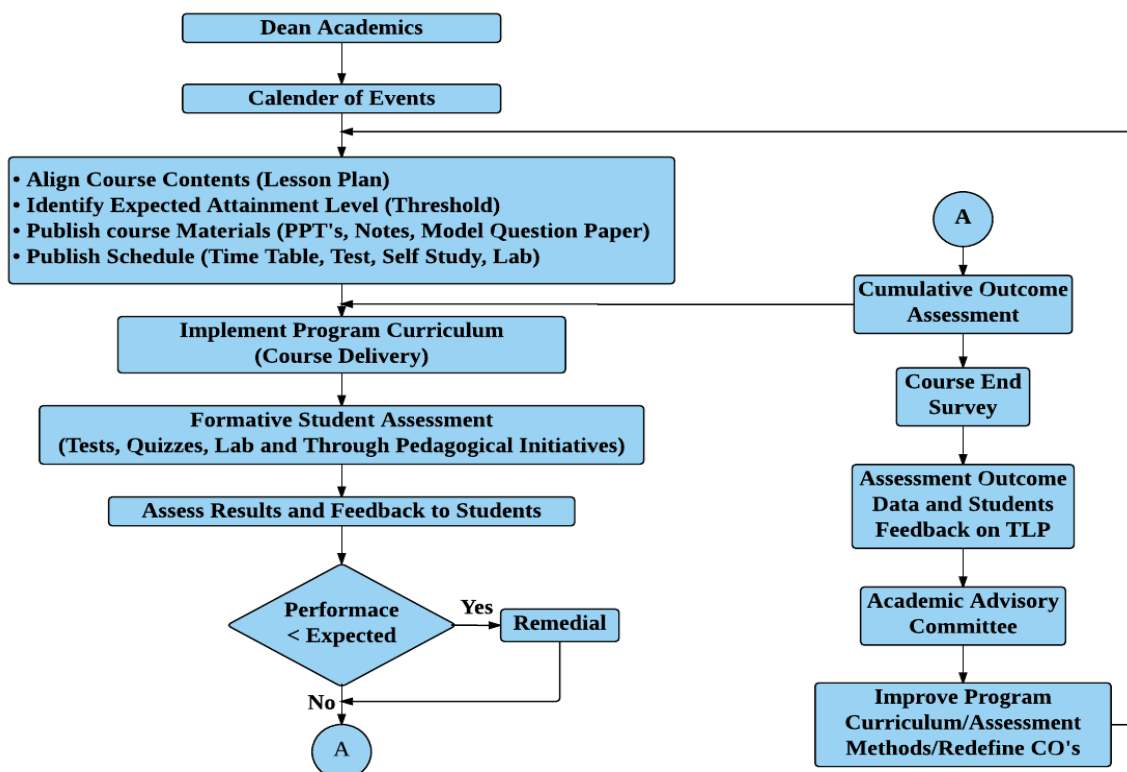 Dean Academics
Calender of Events
• Align Course Contents (Lesson Plan)
• Identify Expected Attainment Level (Threshold)
• Publish course Materials (PPT's, Notes, Model Question Paper)
• Publish Schedule (Time Table, Test, Self Study, Lab)
Implement Program Curriculum
(Course Delivery)
Formative Student Assessment
(Tests, Quizzes, Lab and Through Pedagogical Initiatives)
Assess Results and Feedback to Students
Performace
< Expected
Yes
Remedial
No
A
A
Cumulative Outcome
Assessment
Course End
Survey
Assessment Outcome
Data and Students
Feedback on TLP
Academic Advisory
Committee
Improve Program
Curriculum/Assessment
Methods/Redefine CO's